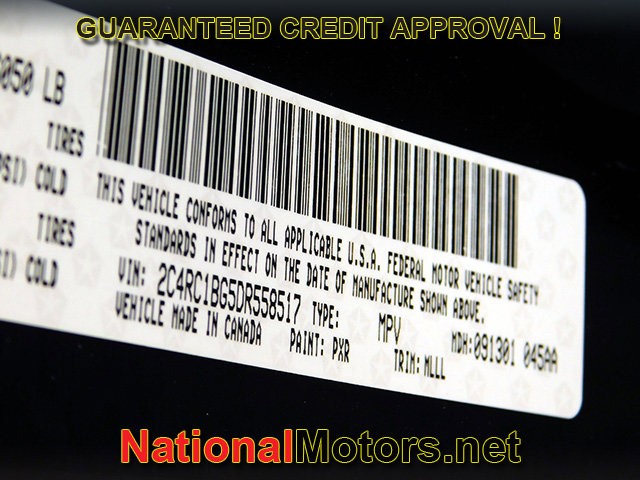 GUARANTEED CREDIT APPROVAL !
050 LB
TIRES
PSI) COLD
TIRES
SI) COLD
THIS VEHICLE CONFORMS TO ALL APPLICABLE U.S.A. FEDERAL MOTOR VEHICLE SAFETY
STANDARDS IN EFFECT ON THE DATE OF MANUFACTURE SHOWN ABOVE.
VIN: 2C4RC1BG5DR558517 TYPE: MPV MDH:091301 045AA
VEHICLE MADE IN CANADA PAINT: PXR TRIM: MLLL
NationalMotors.net